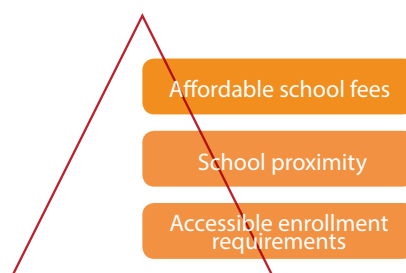 Affordable school fees
School proximity
Accessible enrollment
requirements